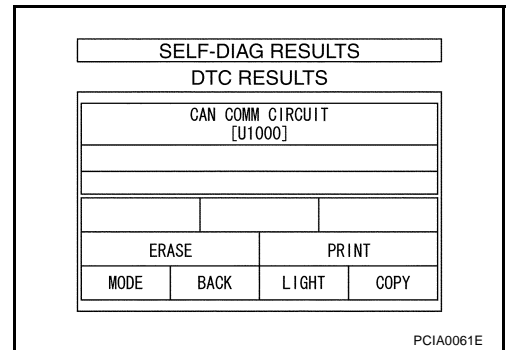 SELF-DIAG RESULTS
DTC RESULTS
CAN COMM CIRCUIT
[U1000]
ERASE PRINT
MODE BACK LIGHT COPY
PCIA0061E